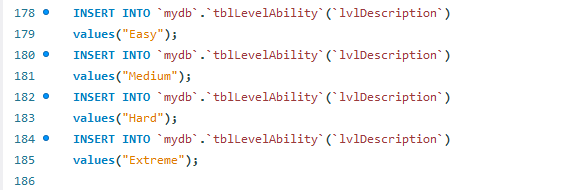 178 INSERT INTO `mydb`.`tblLevelAbility`(`lvlDescription`)
179 values("Easy");
180 INSERT INTO `mydb`.`tblLevelAbility`(`lvlDescription`)
181 values("Medium");
182 INSERT INTO `mydb`.`tblLevelAbility`(`lvlDescription`)
183 values("Hard");
184 INSERT INTO `mydb`.`tblLevelAbility`(`lvlDescription`)
185 values("Extreme");
186